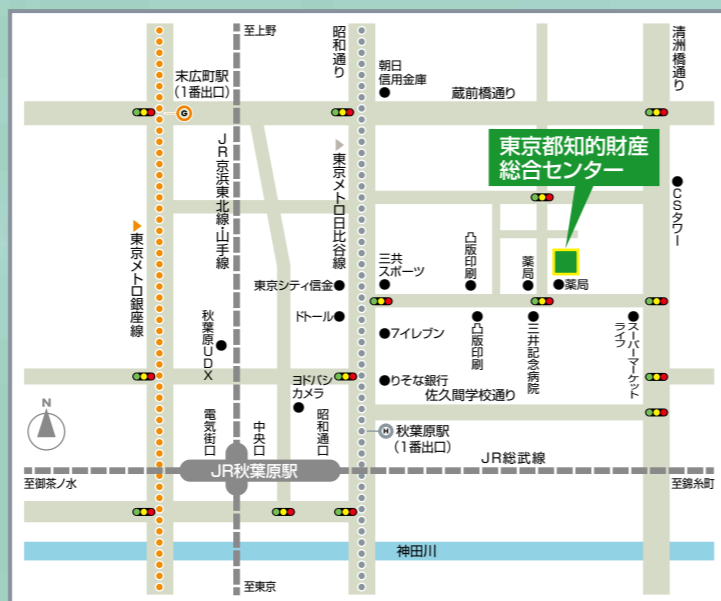 至上野
昭和通り
清洲橋通り
末広町駅
(1番出口)
G
朝日
信用金庫
蔵前橋通り
JR京浜東北線・山手線
東京メトロ日比谷線
東京都知的財産
総合センター
CSタワー
東京メトロ銀座線
三共
スポーツ
凸版印刷
薬局
薬局
東京シティ信金
ドトール
秋葉原UDX
7イレブン
凸版印刷
三井記念病院
スーパーマーケット
ライフ
ヨドバシ
カメラ
りそな銀行
佐久間学校通り
N
電気街口
中央口
昭和通口
H
秋葉原駅
(1番出口)
JR秋葉原駅
JR総武線
至御茶ノ水
至錦糸町
神田川
至東京